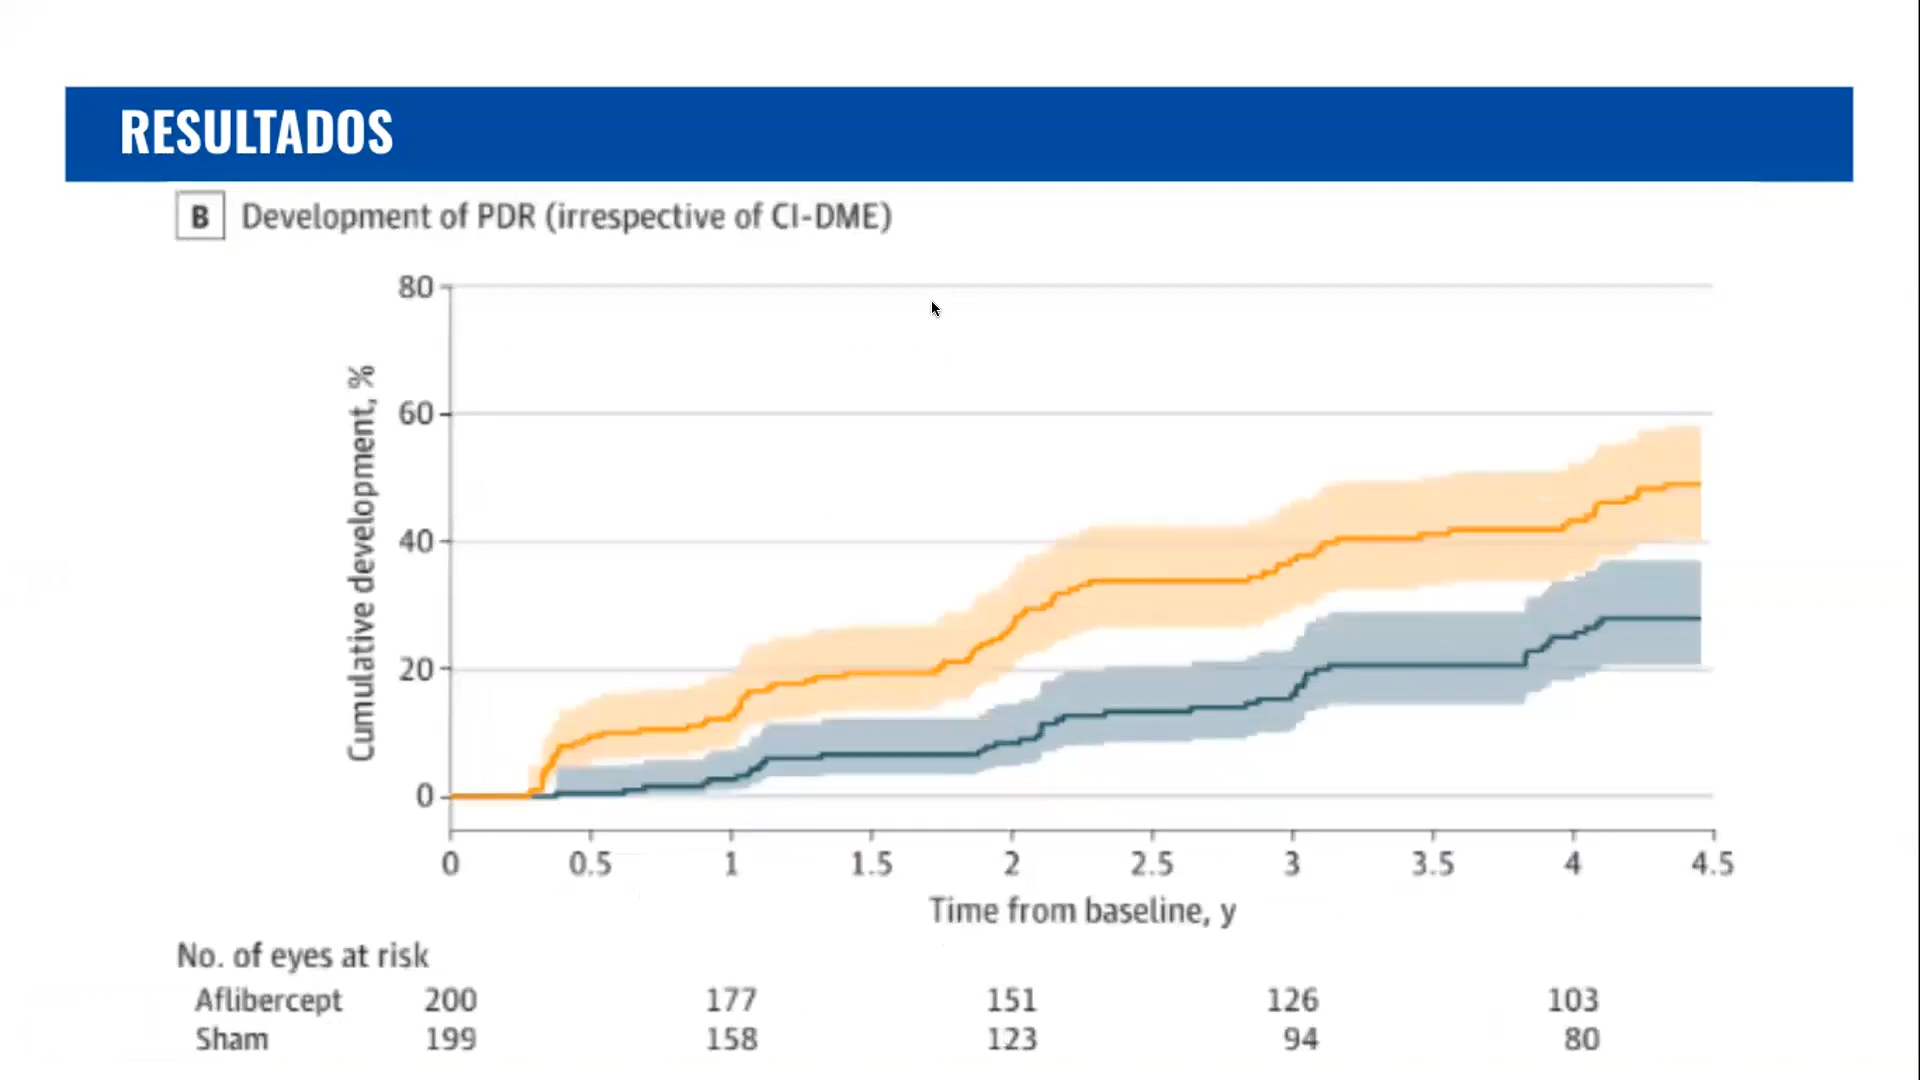 RESULTADOS
B Development of PDR (irrespective of CI-DME)
80
60
40
20
0
Cumulative development, %
0 0.5 1 1.5 2 2.5 3 3.5 4 4.5
Time from baseline, y
No. of eyes at risk
Aflibercept 200 177 151 126 103
Sham 199 158 123 94 80